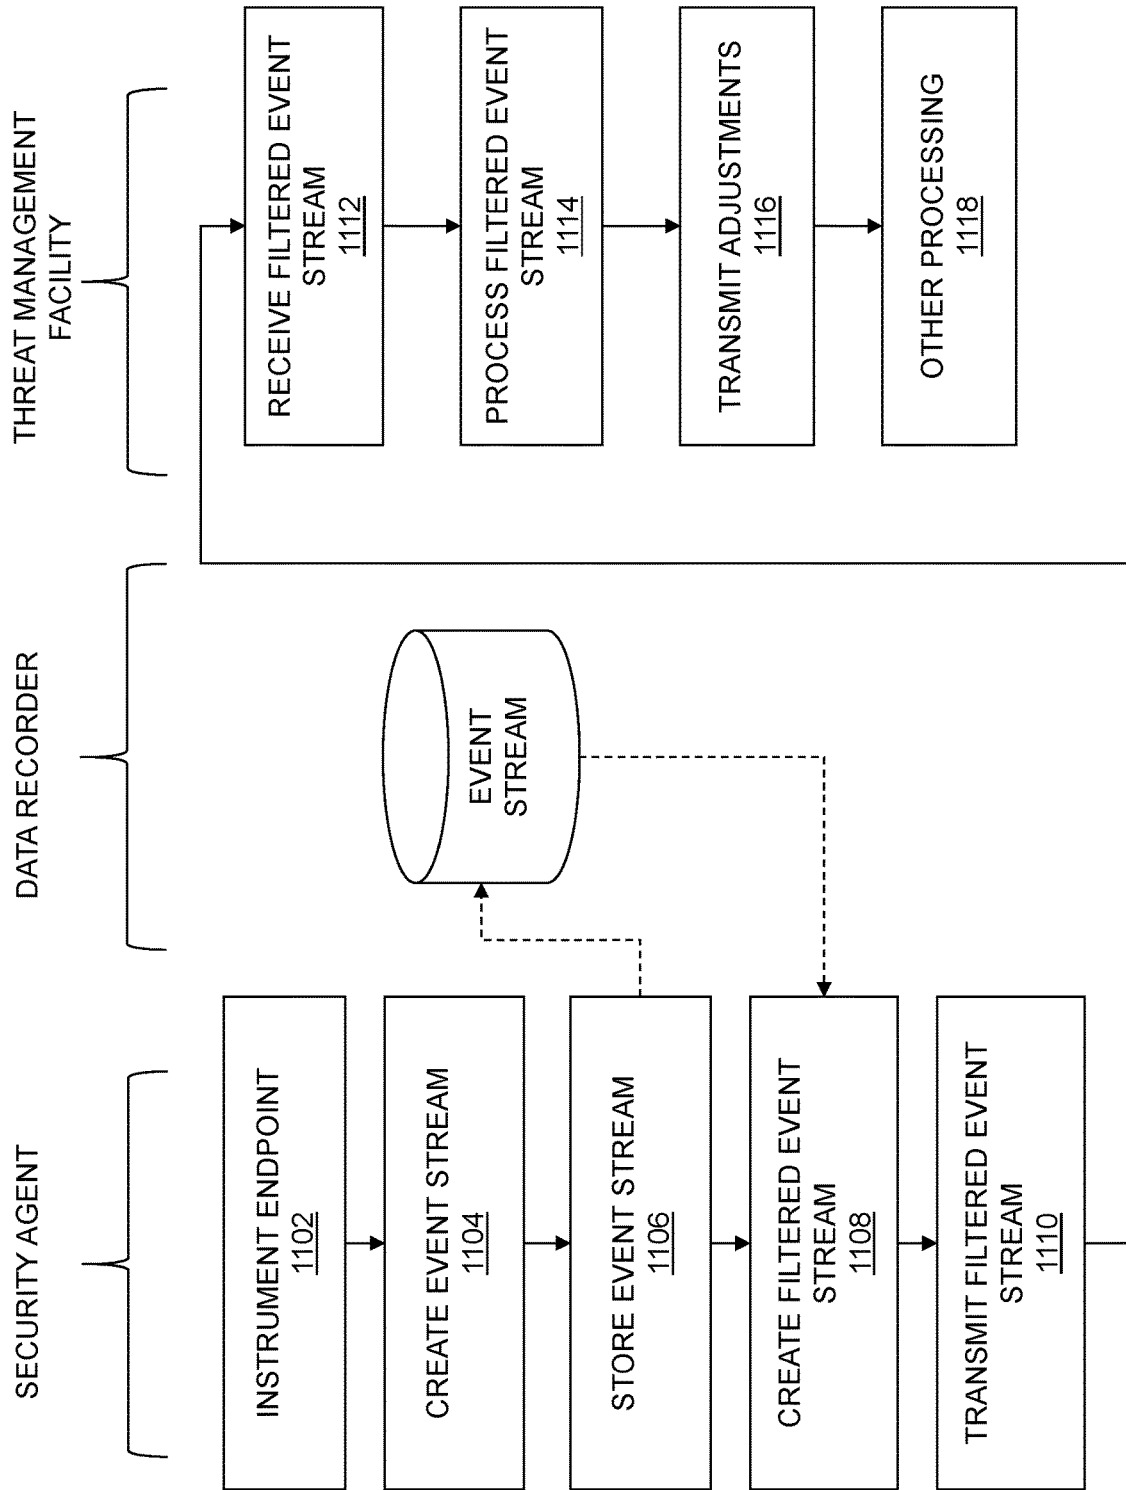 SECURITY AGENT
INSTRUMENT ENDPOINT
1102
CREATE EVENT STREAM
1104
STORE EVENT STREAM
1106
CREATE FILTERED EVENT
STREAM
1108
TRANSMIT FILTERED EVENT
STREAM
1110
DATA RECORDER
EVENT
STREAM
THREAT MANAGEMENT
FACILITY
RECEIVE FILTERED EVENT
STREAM
1112
PROCESS FILTERED EVENT
STREAM
1114
TRANSMIT ADJUSTMENTS
1116
OTHER PROCESSING
1118